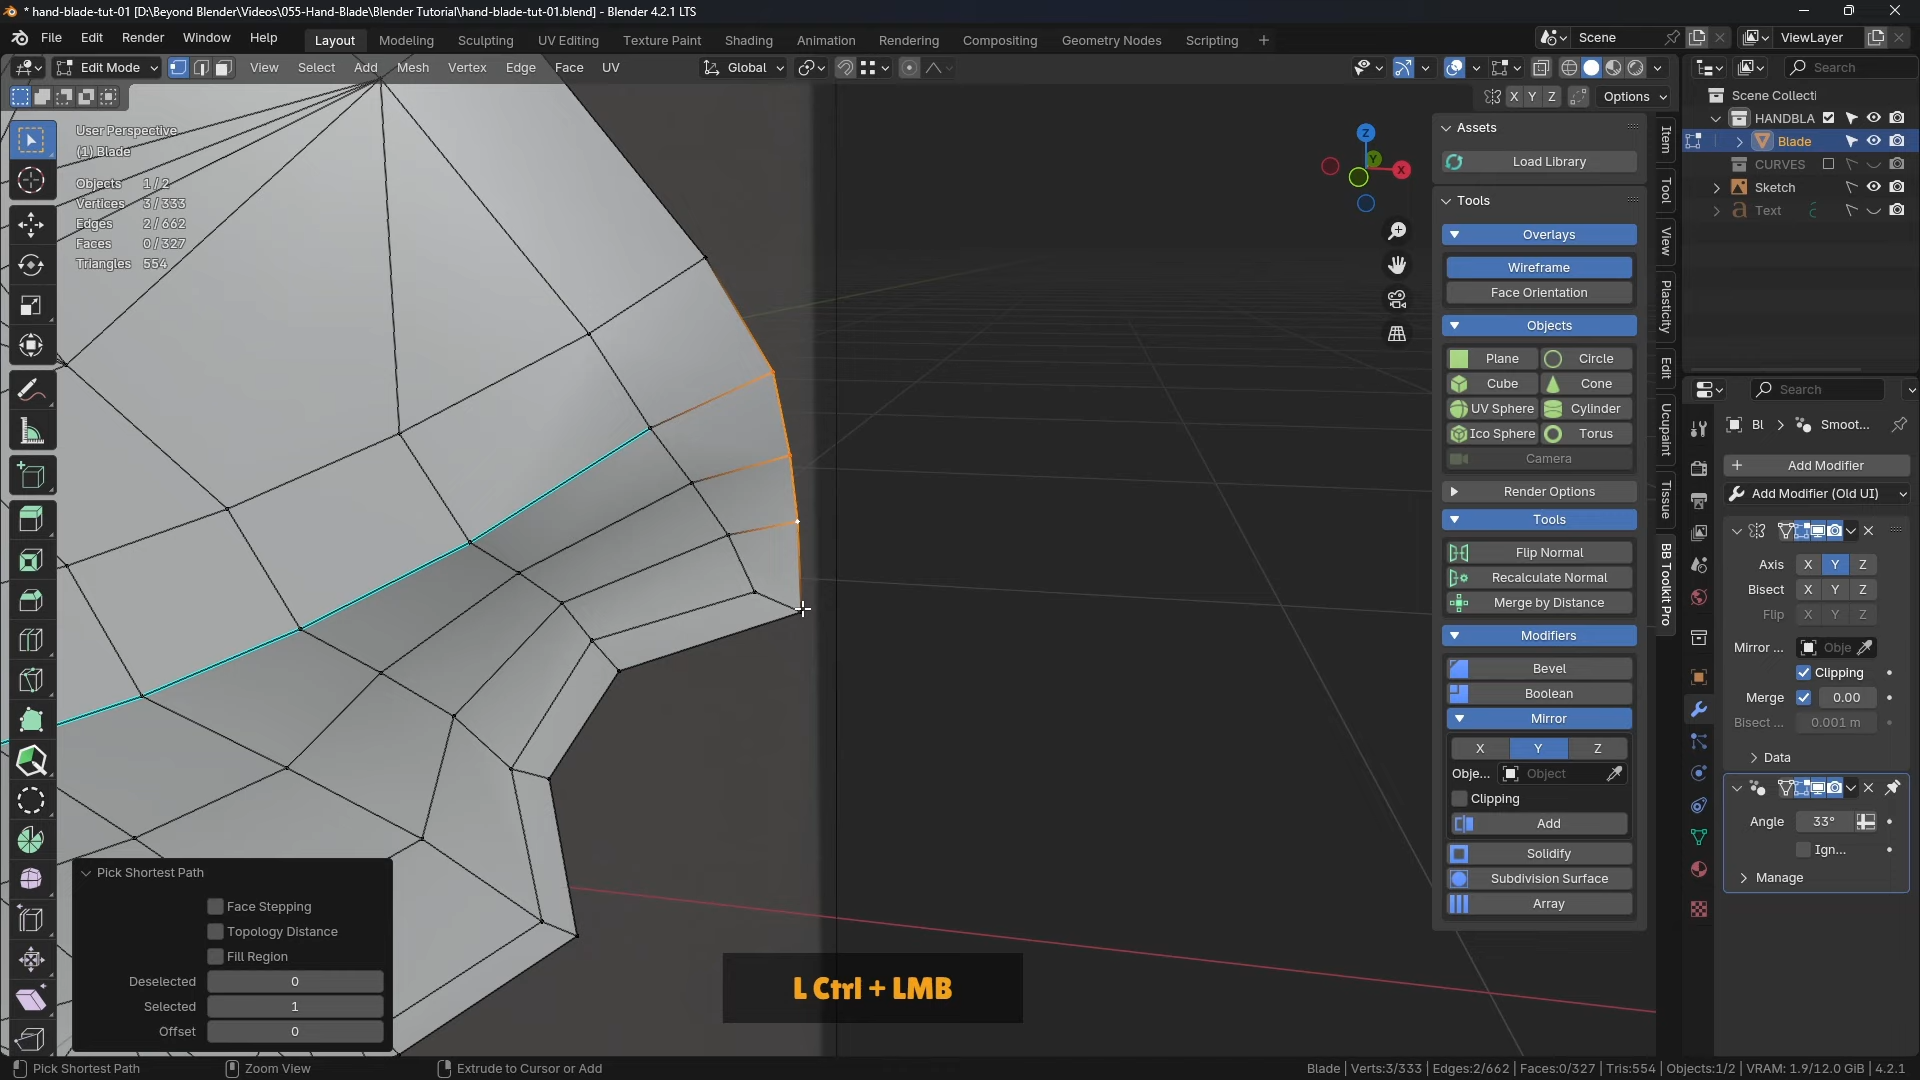 * hand-blade-tut-01 [D:\Beyond Blender\Videos\055-Hand-Blade\Blender Tutorial\hand-blade-tut-01.blend] - Blender 4.2.1 LTS
File Edit Render Window Help Layout Modeling Sculpting UV Editing Texture Paint Shading Animation Rendering Compositing Geometry Nodes Scripting + Scene ViewLayer
Edit Mode View Select Add Mesh Vertex Edge Face UV Global Search
X Y Z Options
User Perspective
(1) Blade
Objects 1/2
Vertices 3/333
Edges 2/662
Faces 0/327
Triangles 554
Z
Y
X
Assets
Load Library
Tools
Overlays
Wireframe
Face Orientation
Objects
Plane Circle
Cube Cone
UV Sphere Cylinder
Ico Sphere Torus
Camera
Render Options
Tools
Flip Normal
Recalculate Normal
Merge by Distance
Modifiers
Bevel
Boolean
Mirror
X Y Z
Obje... Object
Clipping
Add
Solidify
Subdivision Surface
Array
Item
Tool
View
Plasticity
Edit
Ucupaint
Tissue
BB Toolkit Pro
Scene Collecti
HANDBLA
Blade
CURVES
Sketch
Text
Search
Bl > Smoot...
Add Modifier
Add Modifier (Old UI)
Axis X Y Z
Bisect X Y Z
Flip X Y Z
Mirror ... Obje
Clipping
Merge 0.00
Bisect ... 0.001 m
Data
Angle 33°
Ign...
Manage
Pick Shortest Path
Face Stepping
Topology Distance
Fill Region
Deselected 0
Selected 1
Offset 0
L Ctrl + LMB
Pick Shortest Path Zoom View Extrude to Cursor or Add Blade | Verts:3/333 | Edges:2/662 | Faces:0/327 | Tris:554 | Objects:1/2 | VRAM: 1.9/12.0 GiB | 4.2.1